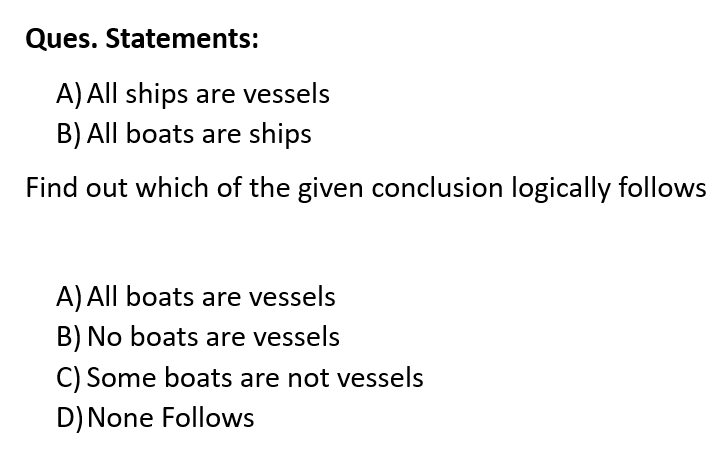 Ques. Statements:
A) All ships are vessels
B) All boats are ships
Find out which of the given conclusion logically follows
A) All boats are vessels
B) No boats are vessels
C) Some boats are not vessels
D) None Follows